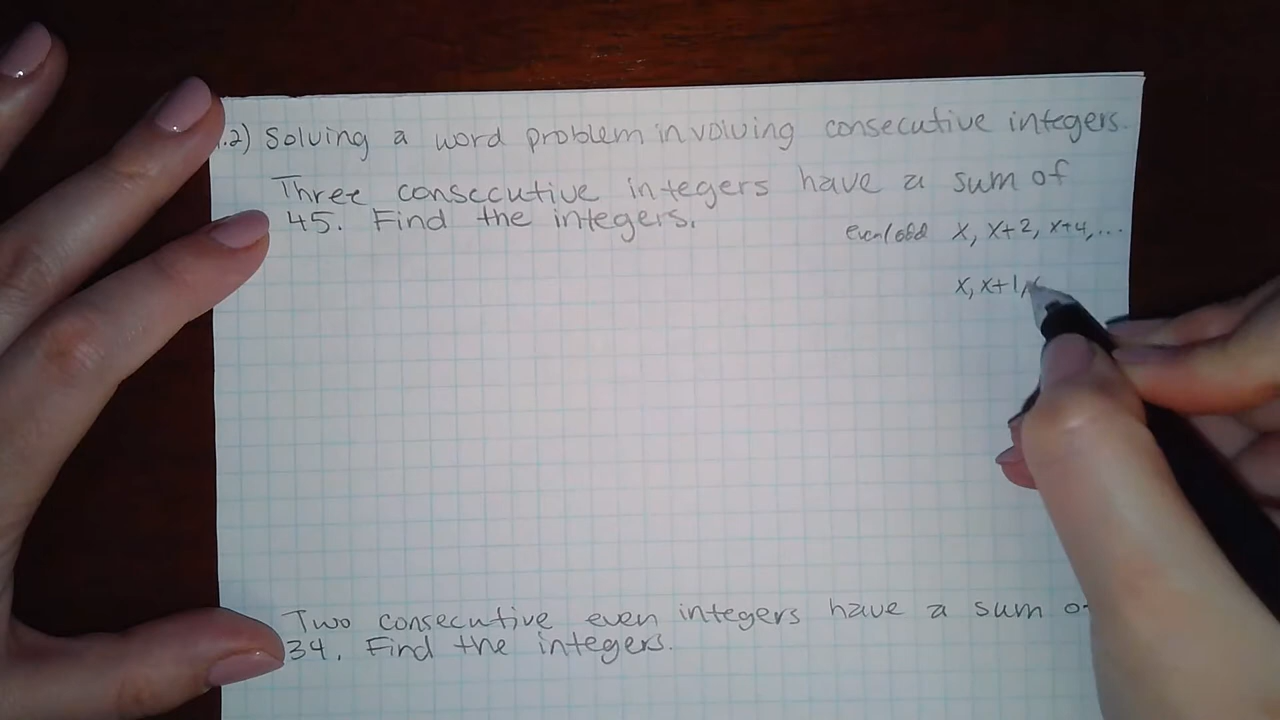 .2) Solving a word problem involving consecutive integers.
Three consecutive integers have a sum of
45. Find the integers.
even/odd x, x+2, x+4,...
x, x+1,
Two consecutive even integers have a sum
34. Find the integers.